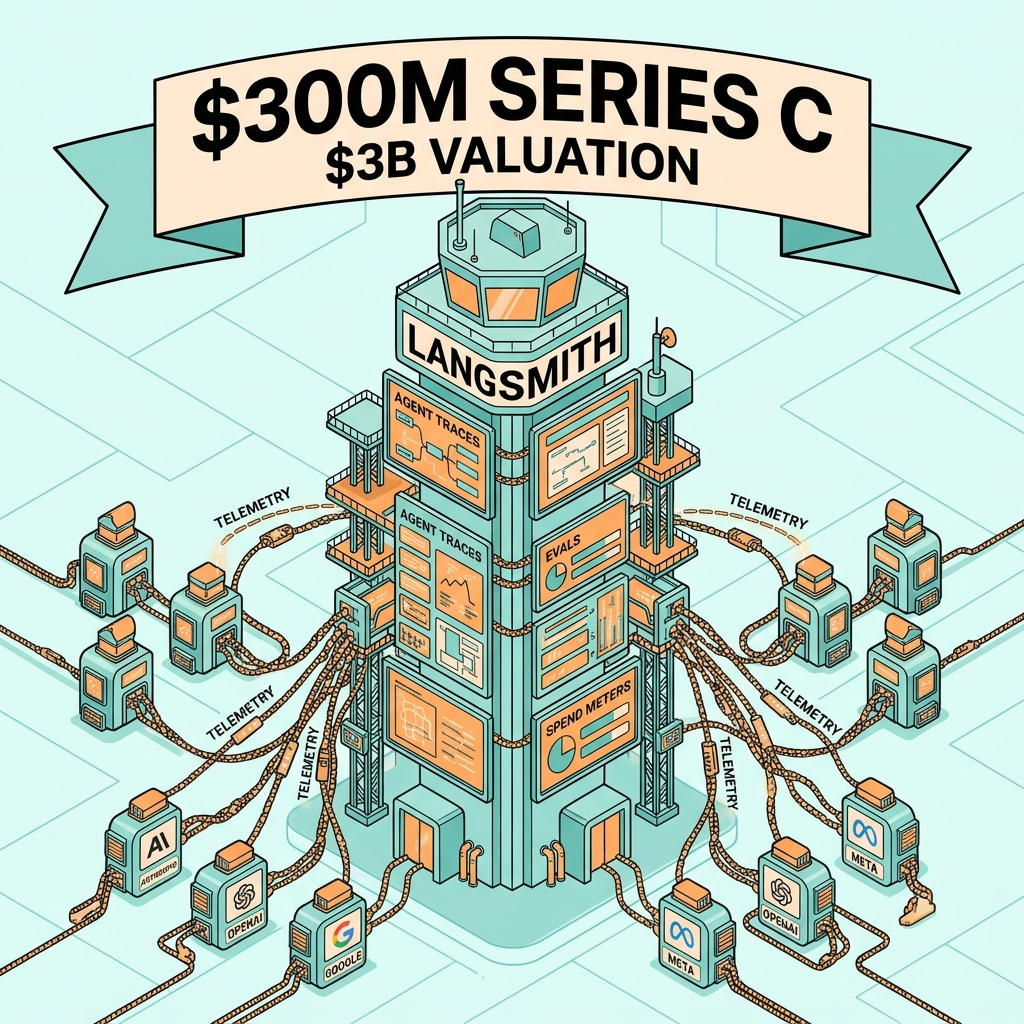 $300M SERIES C
$3B VALUATION
LANGSMITH
AGENT TRACES
AGENT TRACES
EVALS
SPEND METERS
TELEMETRY
TELEMETRY
TELEMETRY
TELEMETRY
TELEMETRY
TELEMETRY
AI
OPENAI
GOOGLE
META
OPENAI
META